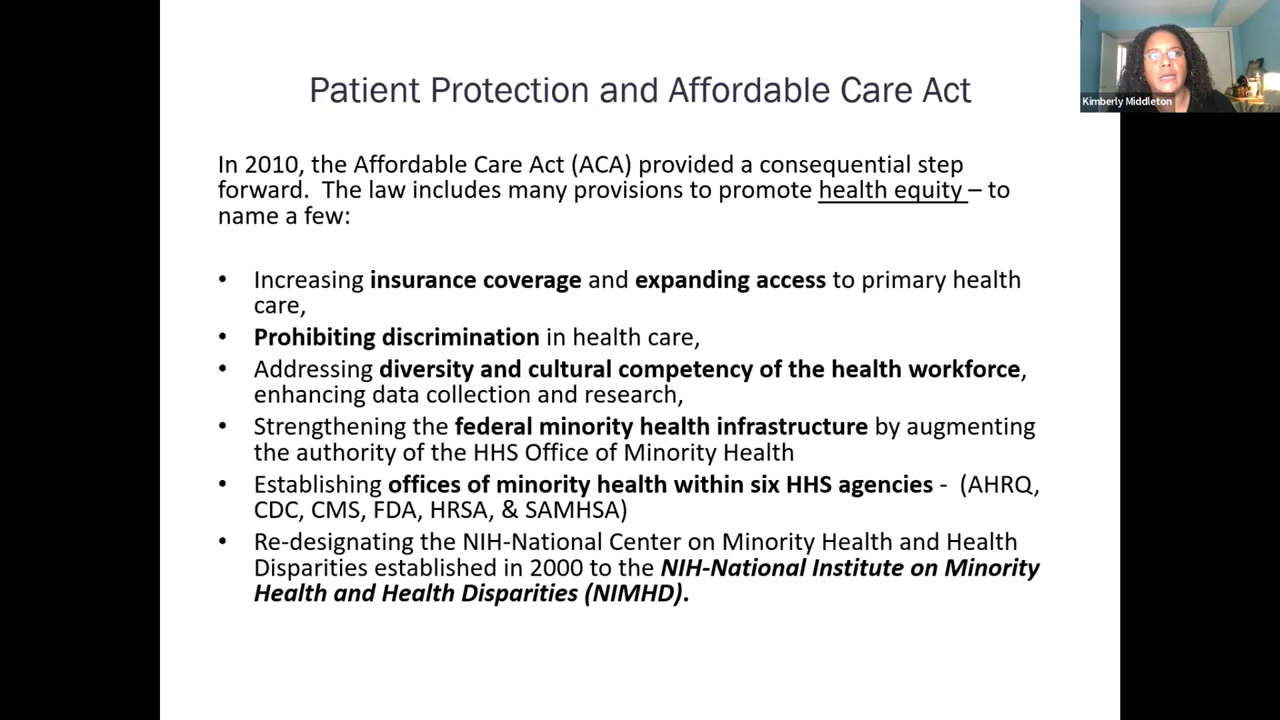 Patient Protection and Affordable Care Act
Kimberly Middleton
In 2010, the Affordable Care Act (ACA) provided a consequential step
forward.  The law includes many provisions to promote health equity – to
name a few:
• Increasing insurance coverage and expanding access to primary health
care,
• Prohibiting discrimination in health care,
• Addressing diversity and cultural competency of the health workforce,
enhancing data collection and research,
• Strengthening the federal minority health infrastructure by augmenting
the authority of the HHS Office of Minority Health
• Establishing offices of minority health within six HHS agencies -  (AHRQ,
CDC, CMS, FDA, HRSA, & SAMHSA)
• Re-designating the NIH-National Center on Minority Health and Health
Disparities established in 2000 to the NIH-National Institute on Minority
Health and Health Disparities (NIMHD).